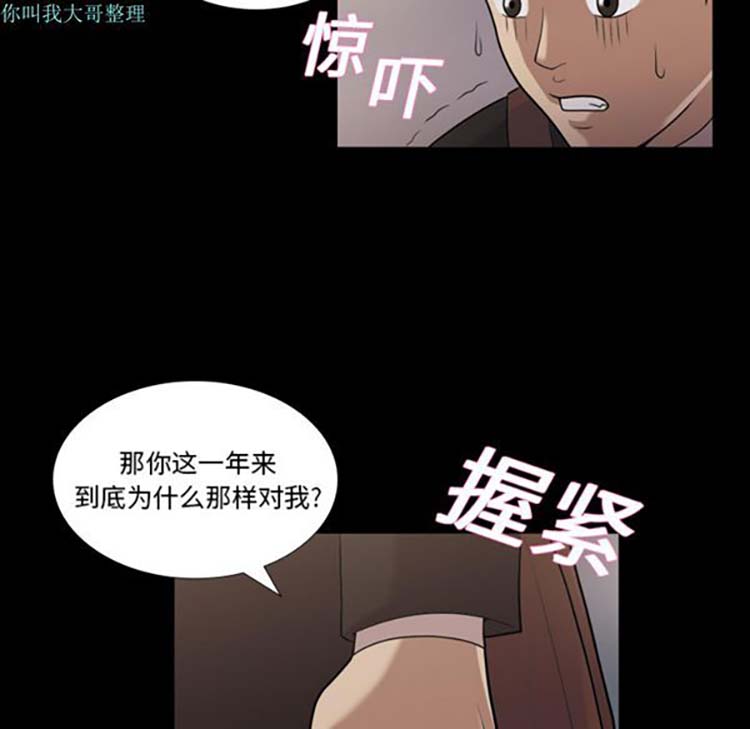 你叫我大哥整理
惊吓
那你这一年来
到底为什么那样对我?
握紧